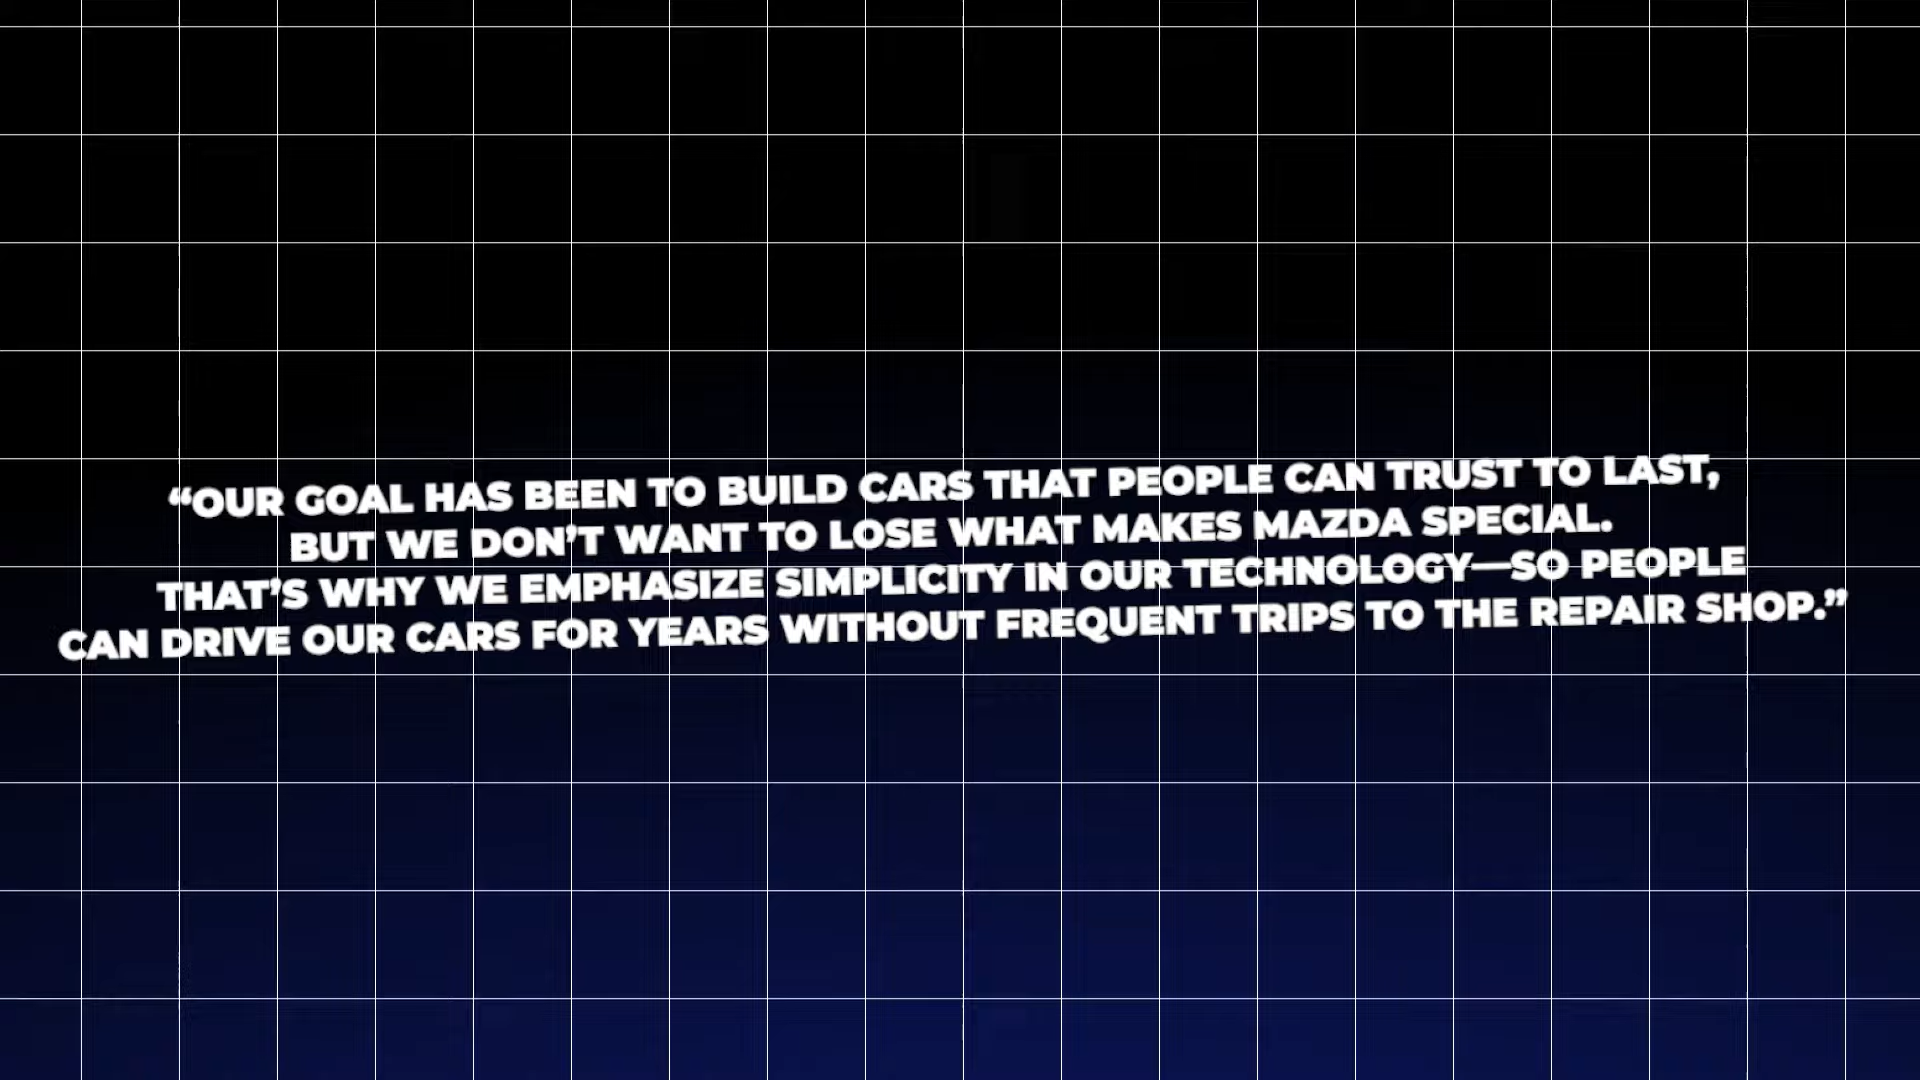 “OUR GOAL HAS BEEN TO BUILD CARS THAT PEOPLE CAN TRUST TO LAST,
BUT WE DON’T WANT TO LOSE WHAT MAKES MAZDA SPECIAL.
THAT’S WHY WE EMPHASIZE SIMPLICITY IN OUR TECHNOLOGY—SO PEOPLE
CAN DRIVE OUR CARS FOR YEARS WITHOUT FREQUENT TRIPS TO THE REPAIR SHOP.”